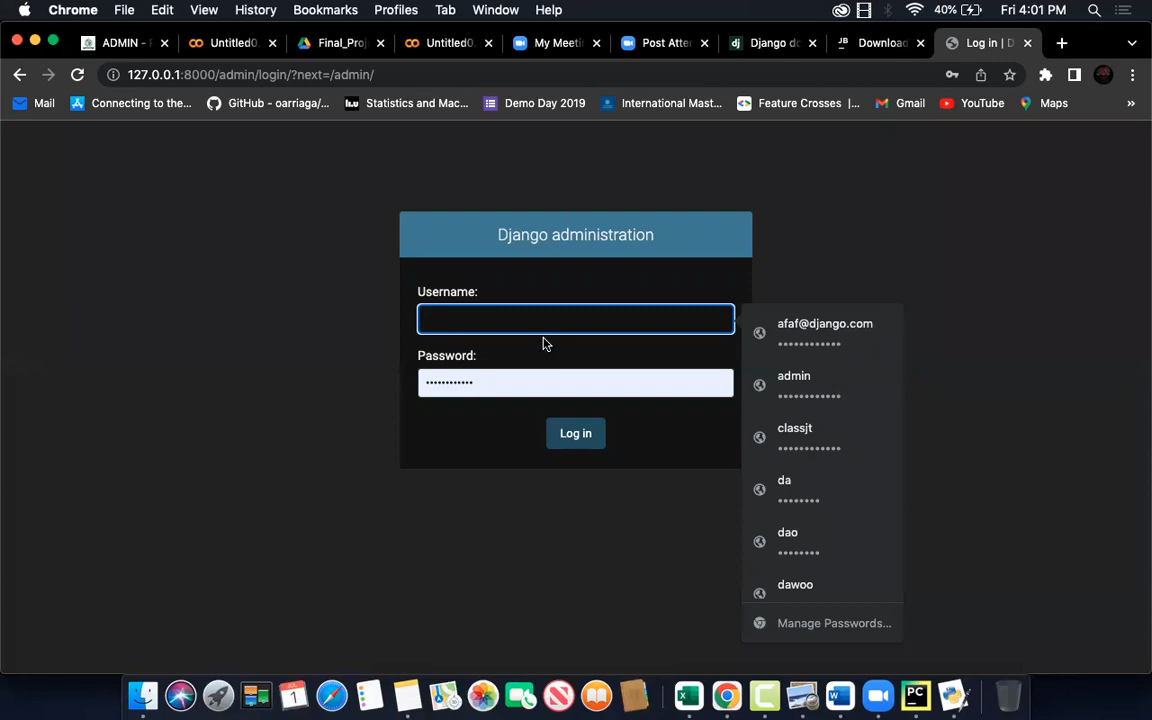 Chrome File Edit View History Bookmarks Profiles Tab Window Help 40% Fri 4:01 PM
ADMIN - F Untitled0. Final_Proj Untitled0. My Meeti Post Atter Django do Download Log in | D
127.0.0.1:8000/admin/login/?next=/admin/
Mail Connecting to the... GitHub - oarriaga/... Statistics and Mac... Demo Day 2019 International Mast... Feature Crosses |... Gmail YouTube Maps »
Django administration
Username:
Password:
••••••••••••
Log in
afaf@django.com
••••••••••••
admin
••••••••••••
classjt
••••••••••••
da
••••••••
dao
••••••••
dawoo
Manage Passwords...